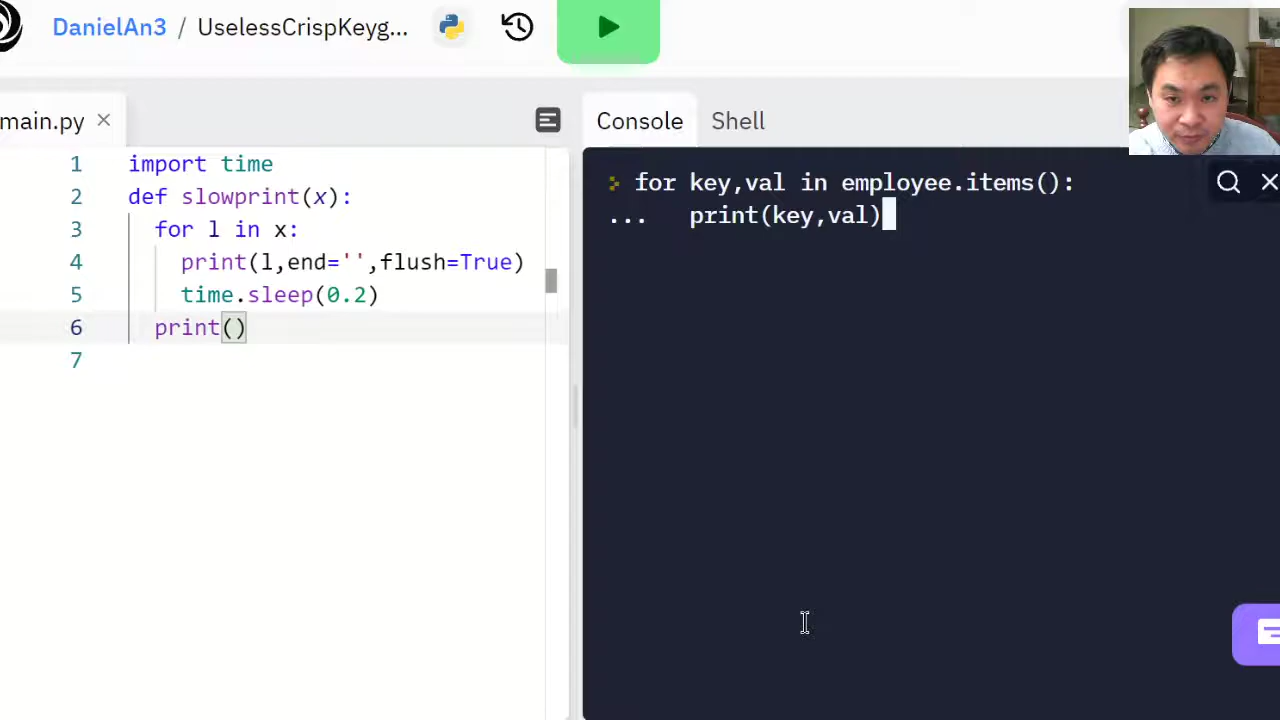 DanielAn3 / UselessCrispKeyg...
main.py
Console Shell
1 import time
2 def slowprint(x):
3 for l in x:
4 print(l,end='',flush=True)
5 time.sleep(0.2)
6 print()
7
for key,val in employee.items():
... print(key,val)